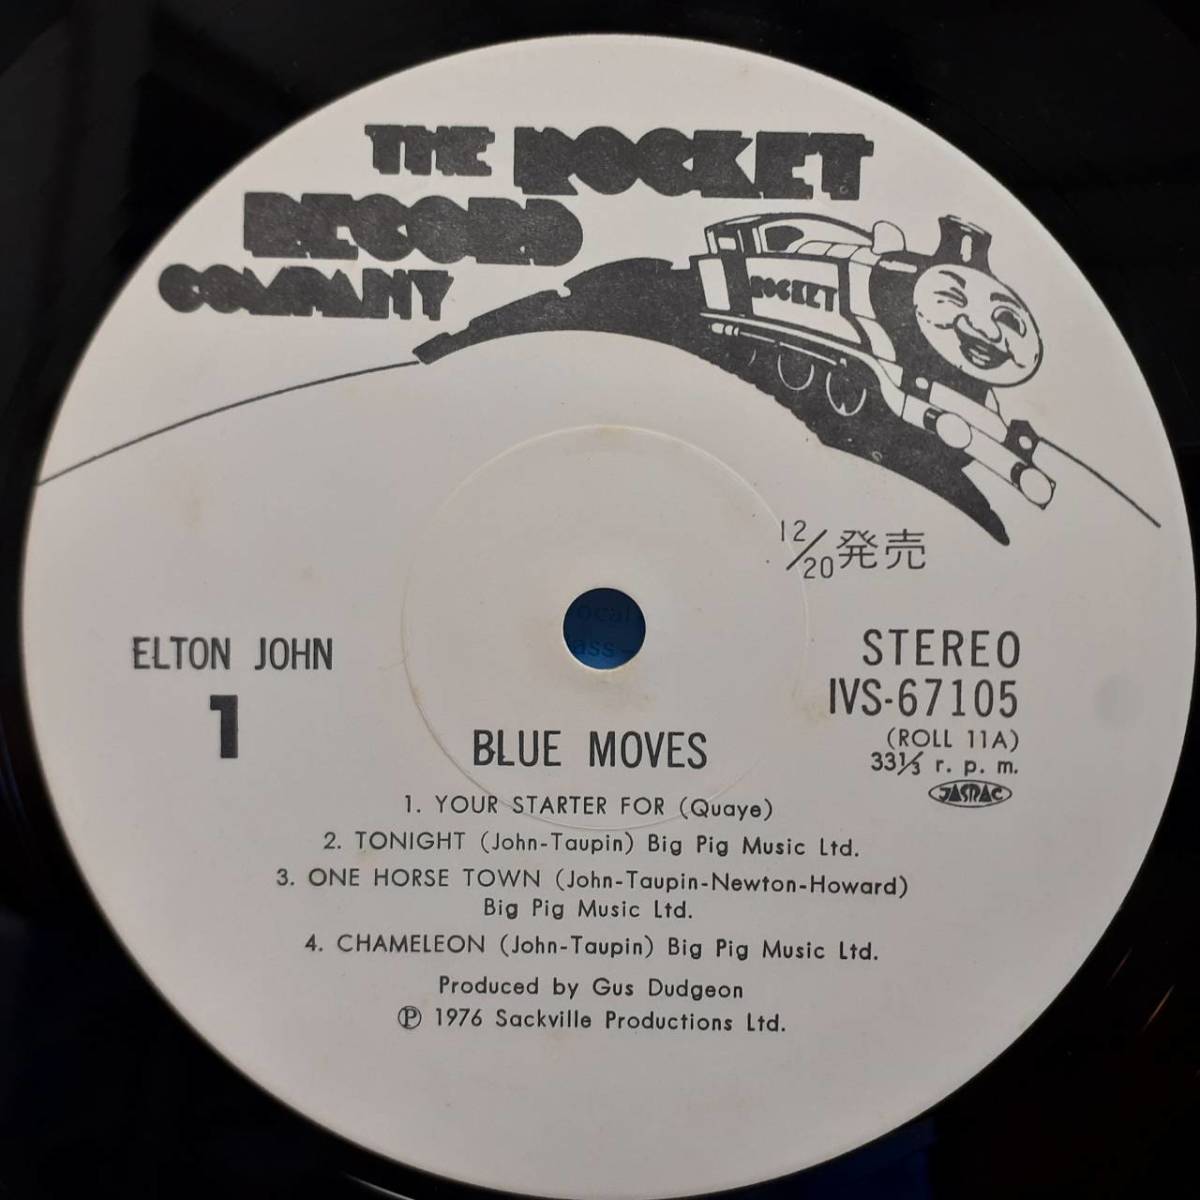 THE ROCKET
RECORD
COMPANY
ROCKET
12/20発売
ELTON JOHN
1
STEREO
IVS-67105
(ROLL 11A)
33⅓ r. p. m.
JASRAC
BLUE MOVES
1. YOUR STARTER FOR (Quaye)
2. TONIGHT (John-Taupin) Big Pig Music Ltd.
3. ONE HORSE TOWN (John-Taupin-Newton-Howard)
Big Pig Music Ltd.
4. CHAMELEON (John-Taupin) Big Pig Music Ltd.
Produced by Gus Dudgeon
Ⓟ 1976 Sackville Productions Ltd.